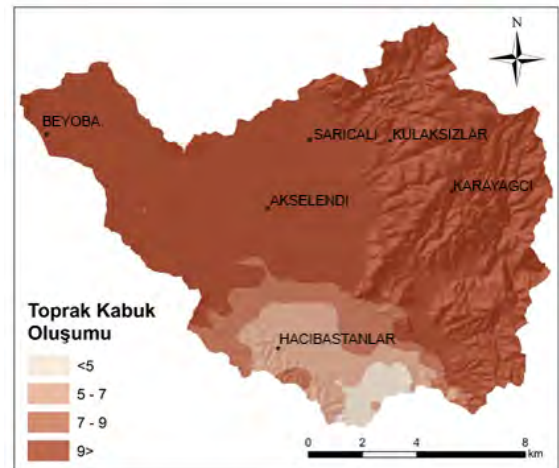 N
BEYOBA
SARICALI
KULAKSIZLAR
KARAYAGCI
AKSELENDI
HACIBASTANLAR
Toprak Kabuk
Oluşumu
<5
5 - 7
7 - 9
9>
0 2 4 8
km